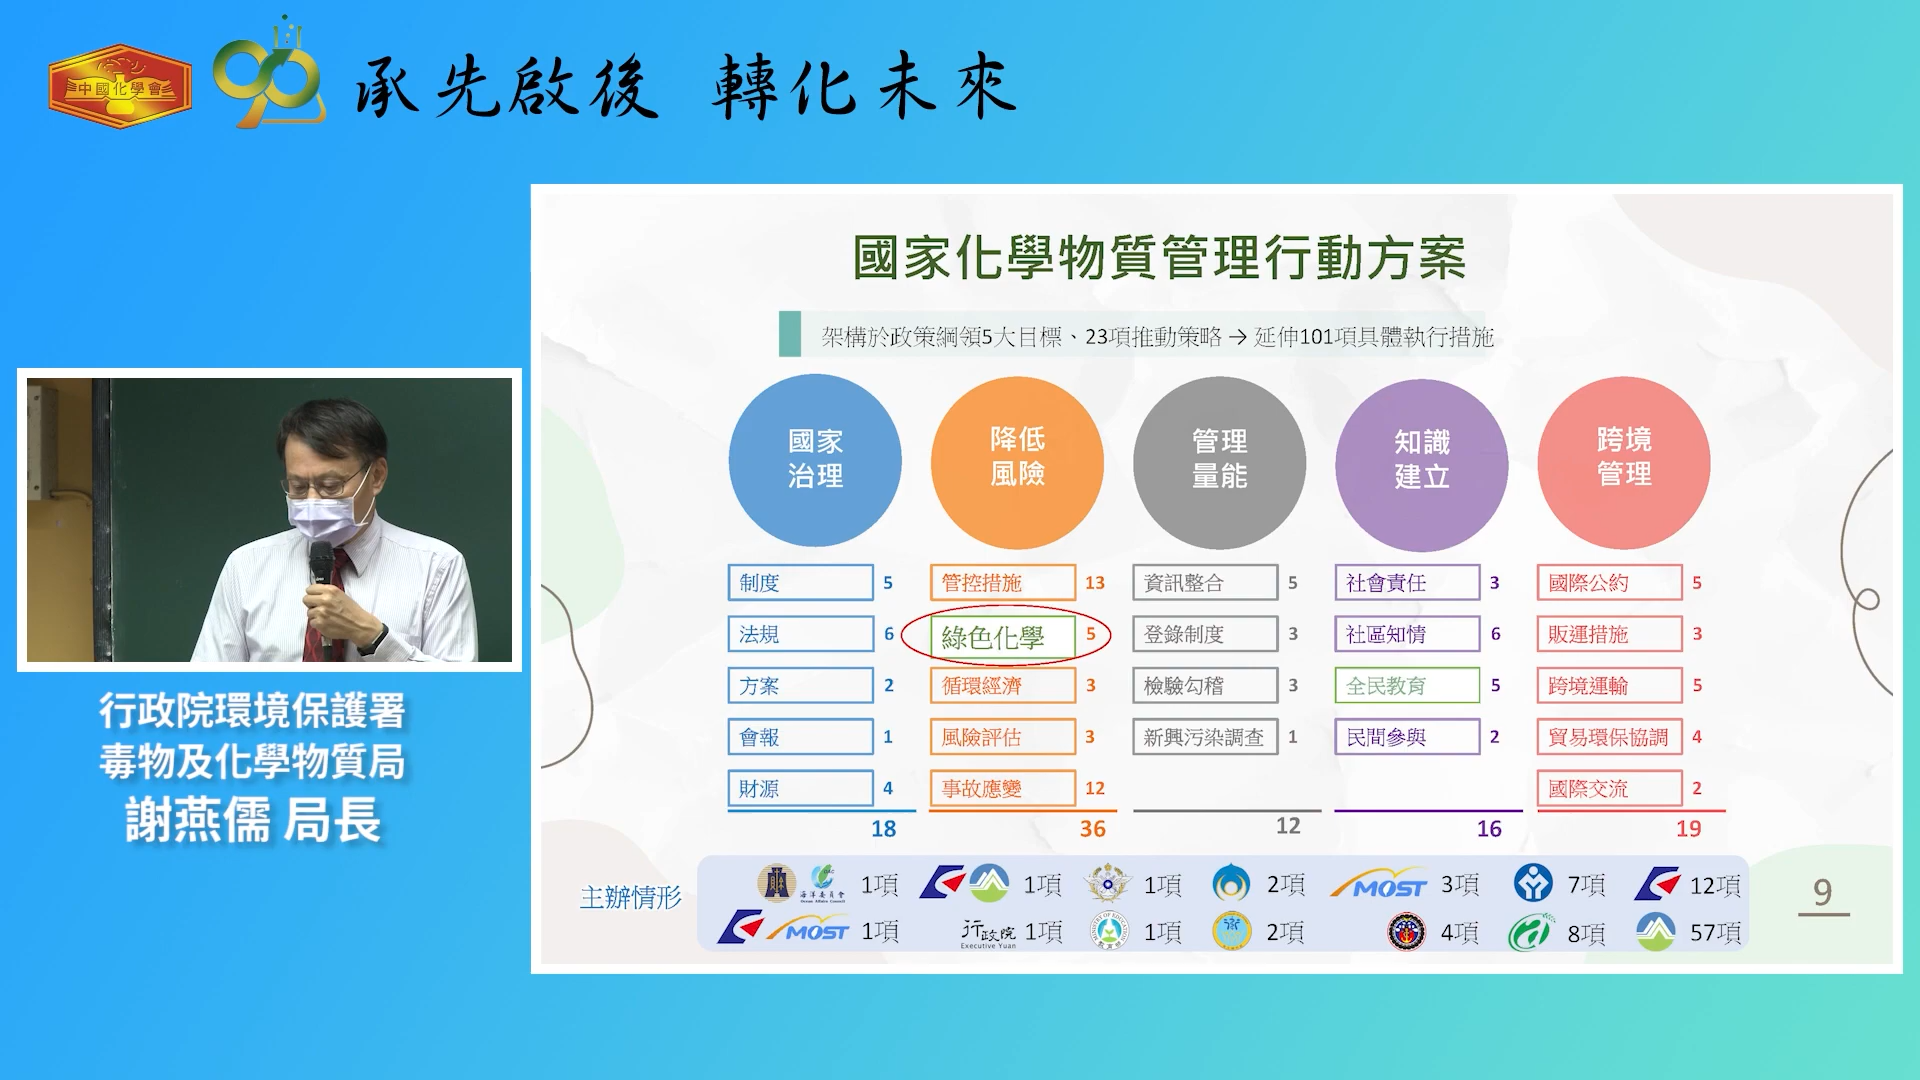 中國化學會
90
承先啟後 轉化未來
國家化學物質管理行動方案
架構於政策綱領5大目標、23項推動策略 → 延伸101項具體執行措施
國家
治理
降低
風險
管理
量能
知識
建立
跨境
管理
制度 5
法規 6
方案 2
會報 1
財源 4
18
管控措施 13
綠色化學 5
循環經濟 3
風險評估 3
事故應變 12
36
資訊整合 5
登錄制度 3
檢驗勾稽 3
新興污染調查 1
12
社會責任 3
社區知情 6
全民教育 5
民間參與 2
16
國際公約 5
販運措施 3
跨境運輸 5
貿易環保協調 4
國際交流 2
19
主辦情形
海洋委員會
Ocean Affairs Council
1項 1項 1項 2項 MOST 3項 7項 12項
MOST 1項 行政院 Executive Yuan 1項 1項 2項 4項 8項 57項
9
行政院環境保護署
毒物及化學物質局
謝燕儒 局長